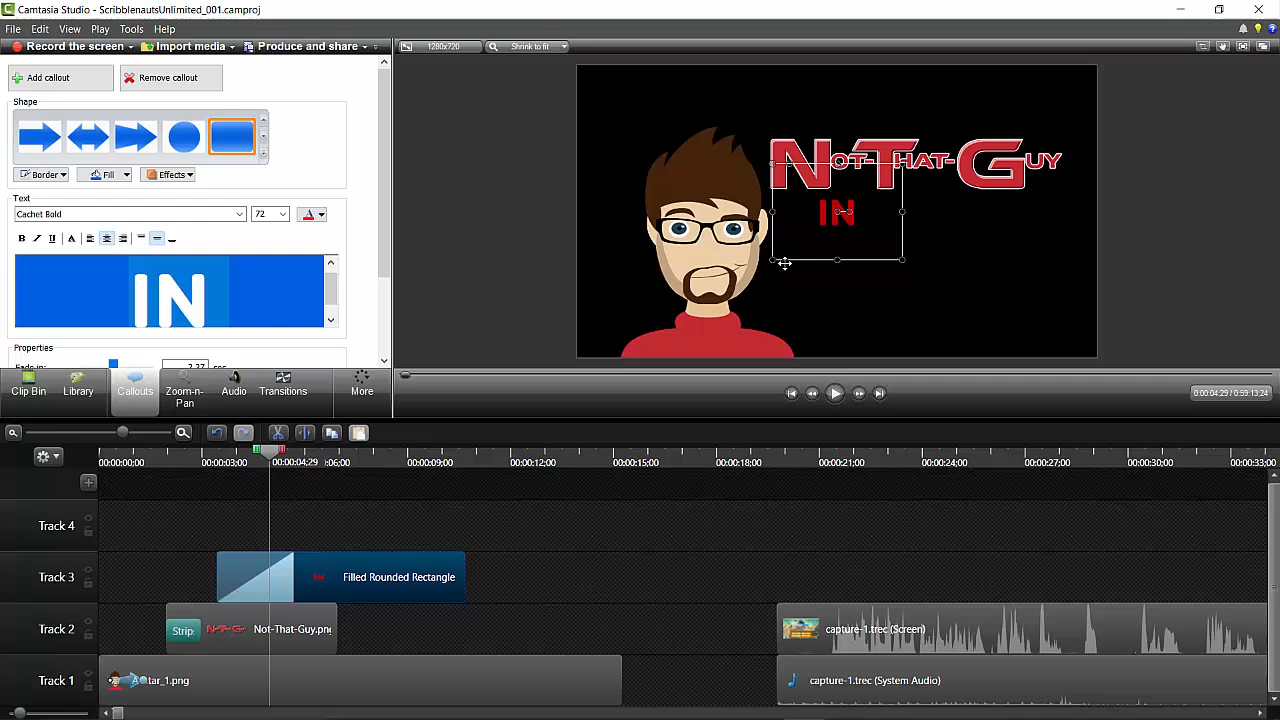 Camtasia Studio - ScribblenautsUnlimited_001.camproj
File Edit View Play Tools Help
Record the screen Import media Produce and share
1280x720 Shrink to fit
Add callout Remove callout
Shape
Border Fill Effects
Text
Cachet Bold 72 A
B I U A
IN
Properties
NOT-THAT-GUY
IN
Clip Bin Library Callouts Zoom-n-Pan Audio Transitions More
0:00:04;29 / 0:59:13;24
00:00:00;00 00:00:03;00 00:00:04;29 00:00:09;00 00:00:12;00 00:00:15;00 00:00:18;00 00:00:21;00 00:00:24;00 00:00:27;00 00:00:30;00 00:00:33;00
Track 4
Track 3 IN Filled Rounded Rectangle
Track 2 Strip Not-That-Guy.png capture-1.trec (Screen)
Track 1 tar_1.png capture-1.trec (System Audio)